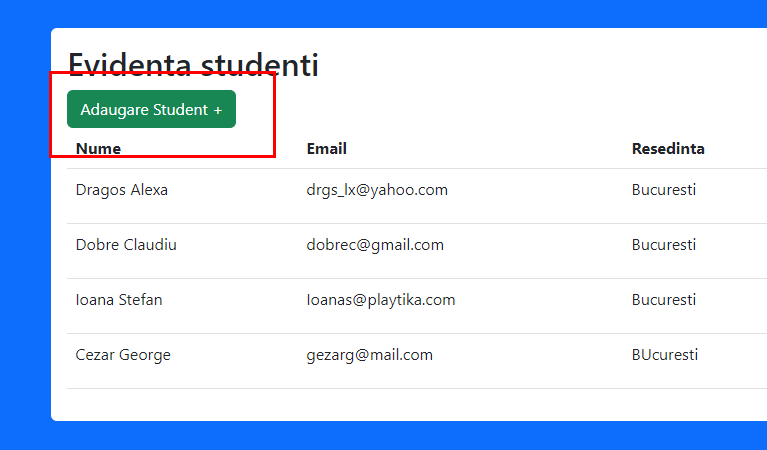 Evidenta studenti
Adaugare Student +
Nume Email Resedinta
Dragos Alexa drgs_lx@yahoo.com Bucuresti
Dobre Claudiu dobrec@gmail.com Bucuresti
Ioana Stefan Ioanas@playtika.com Bucuresti
Cezar George gezarg@mail.com BUcuresti